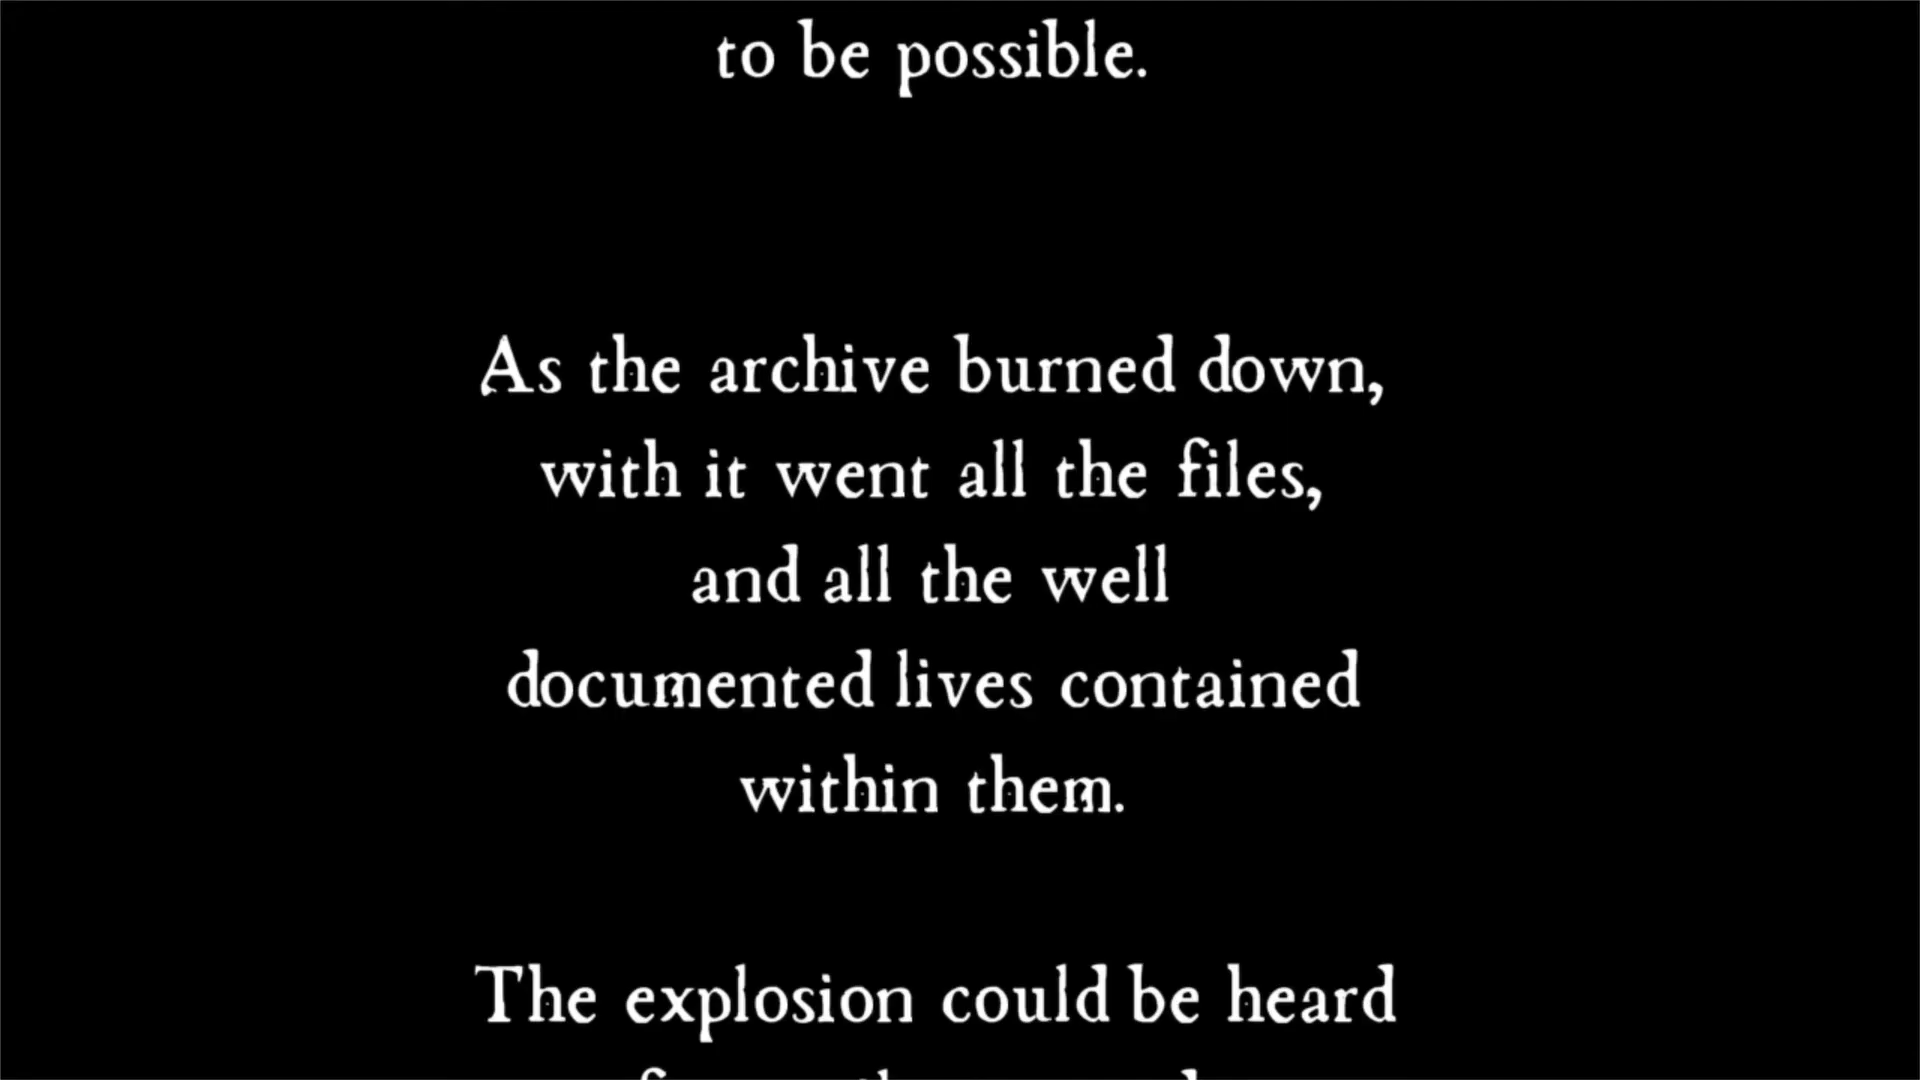 to be possible.
As the archive burned down,
with it went all the files,
and all the well
documented lives contained
within them.
The explosion could be heard